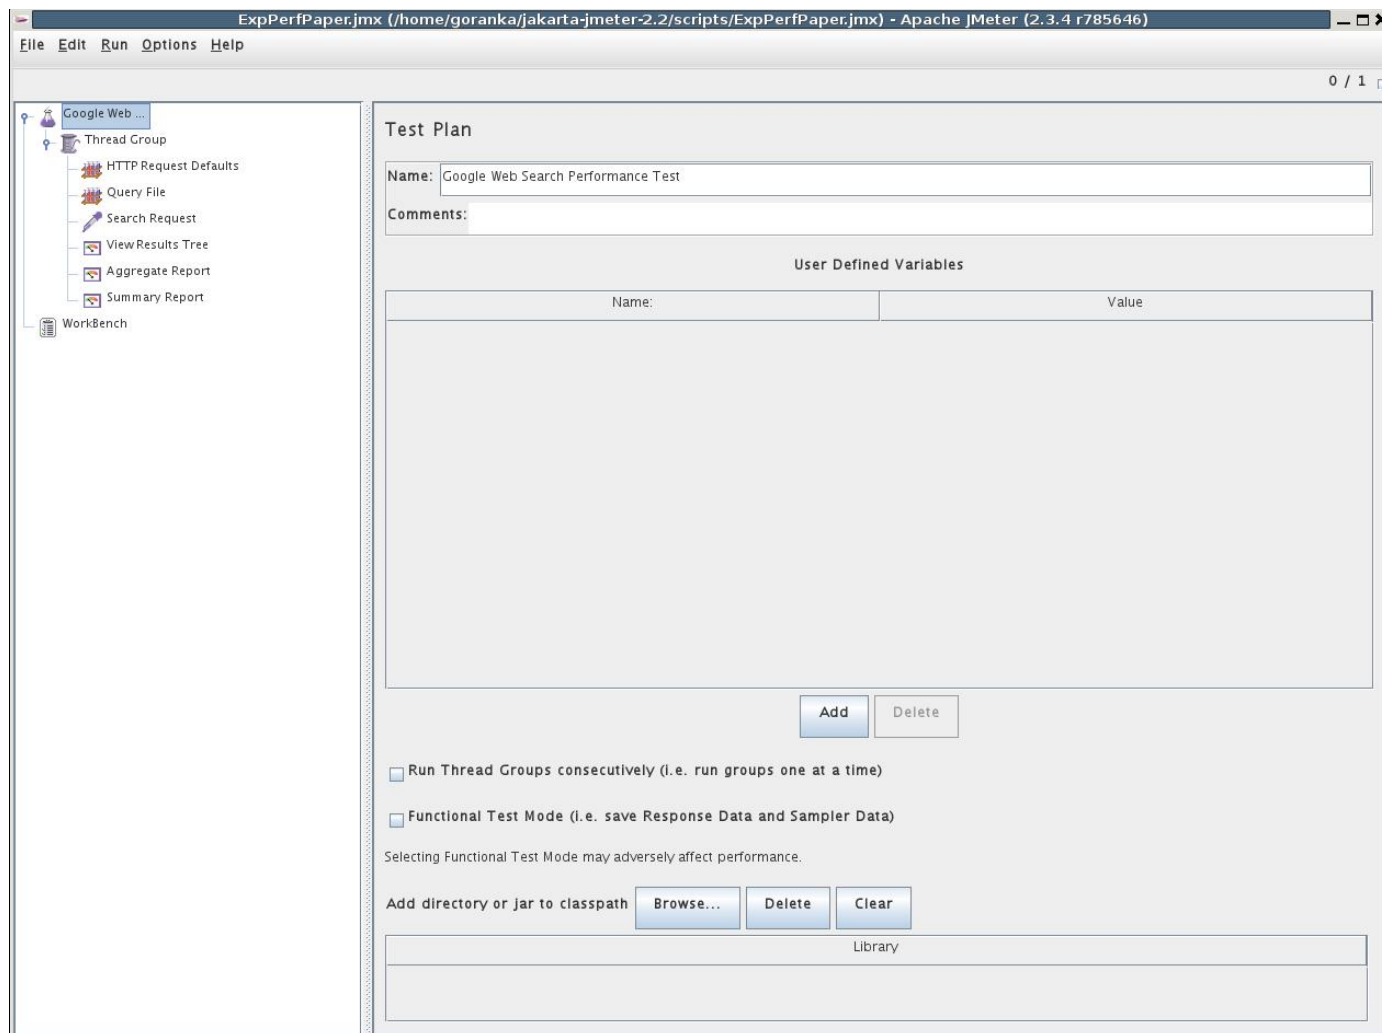 ExpPerfPaper.jmx (/home/goranka/jakarta-jmeter-2.2/scripts/ExpPerfPaper.jmx) - Apache JMeter (2.3.4 r785646)
File Edit Run Options Help
0 / 1
Google Web ...
Thread Group
HTTP Request Defaults
Query File
Search Request
View Results Tree
Aggregate Report
Summary Report
WorkBench
Test Plan
Name: Google Web Search Performance Test
Comments:
User Defined Variables
Name: Value
Add Delete
Run Thread Groups consecutively (i.e. run groups one at a time)
Functional Test Mode (i.e. save Response Data and Sampler Data)
Selecting Functional Test Mode may adversely affect performance.
Add directory or jar to classpath Browse... Delete Clear
Library